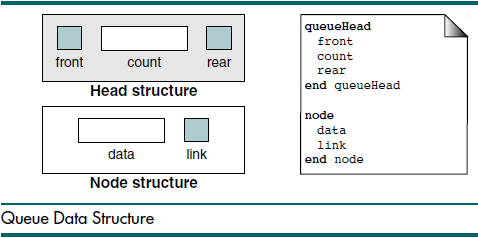 front count rear
Head structure
data link
Node structure
queueHead
front
count
rear
end queueHead
node
data
link
end node
Queue Data Structure